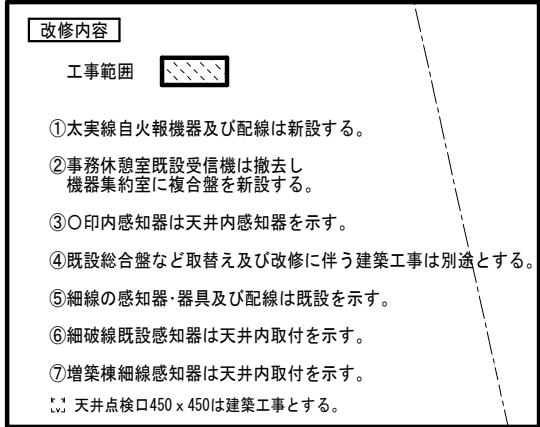 改修内容
工事範囲
①太実線自火報機器及び配線は新設する。
②事務休憩室既設受信機は撤去し
機器集約室に複合盤を新設する。
③〇印内感知器は天井内感知器を示す。
④既設総合盤など取替え及び改修に伴う建築工事は別途とする。
⑤細線の感知器・器具及び配線は既設を示す。
⑥細破線既設感知器は天井内取付を示す。
⑦増築棟細線感知器は天井内取付を示す。
天井点検口450ｘ450は建築工事とする。